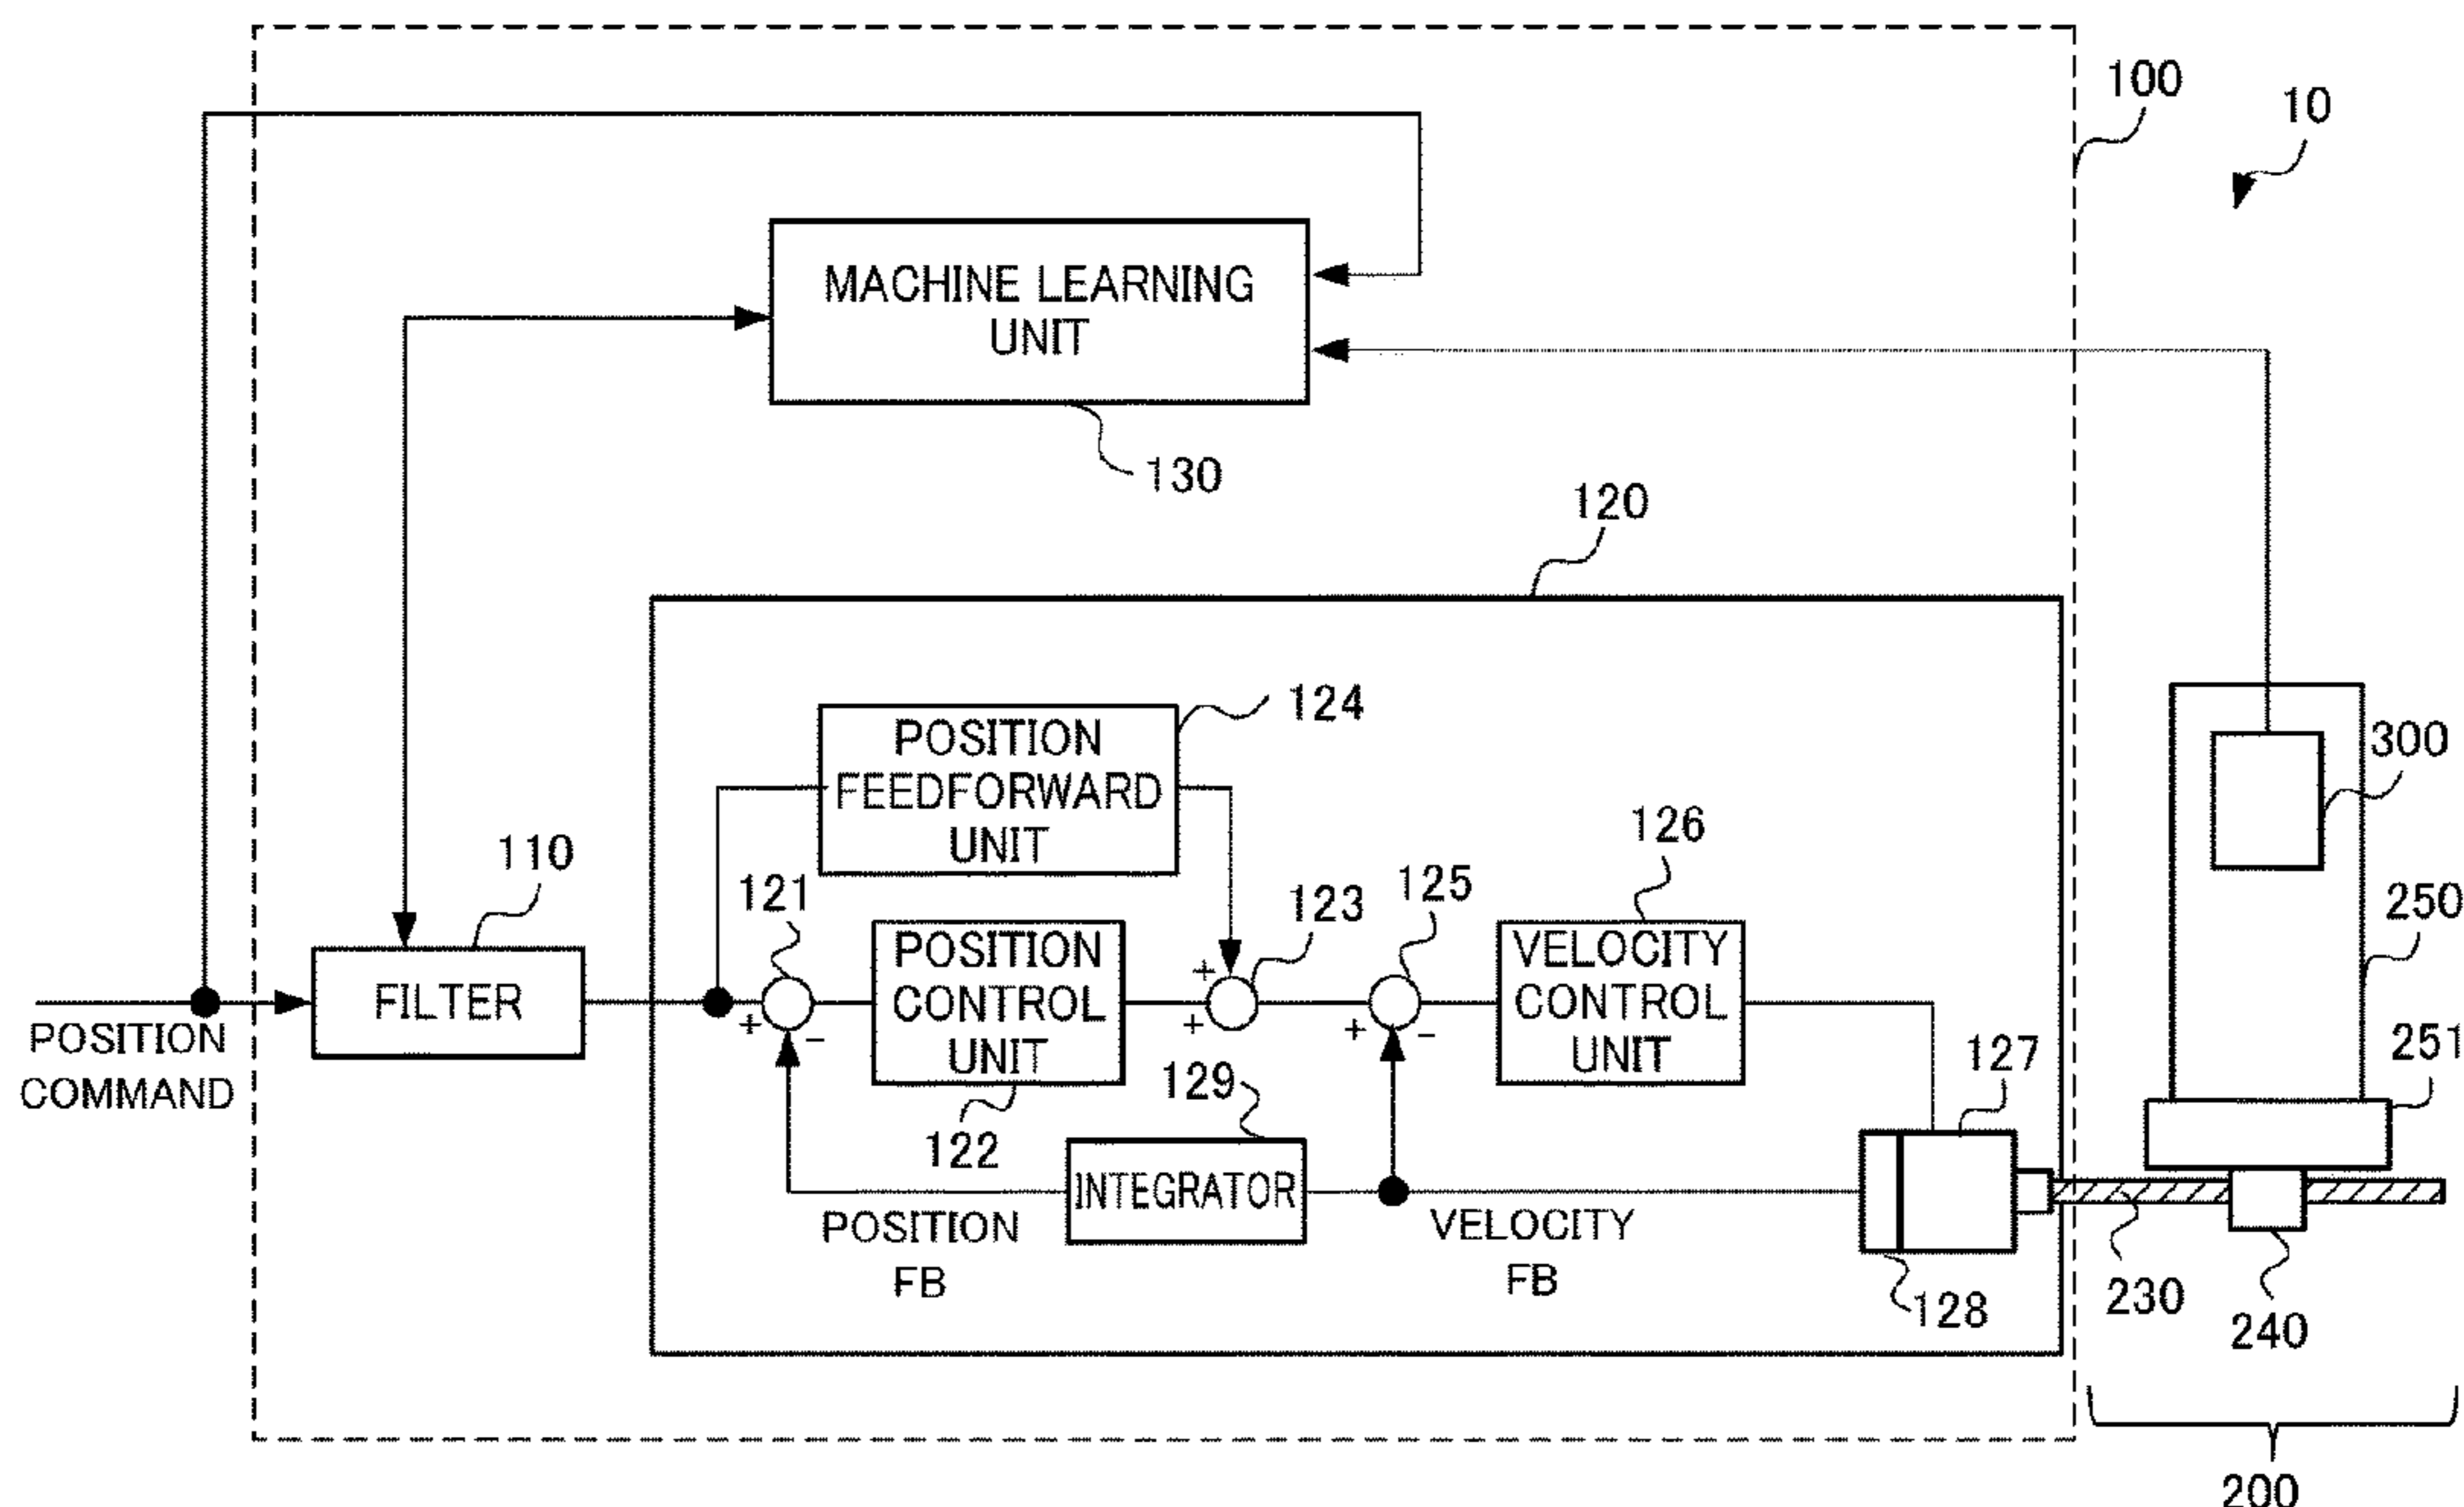 100
10
MACHINE LEARNING
UNIT
130
120
124
POSITION
FEEDFORWARD
UNIT
300
126
110
121
125
123
250
POSITION
CONTROL
UNIT
VELOCITY
CONTROL
UNIT
FILTER
+
-
+
+
+
-
POSITION
COMMAND
251
127
129
122
INTEGRATOR
POSITION
FB
VELOCITY
FB
128
230
240
200